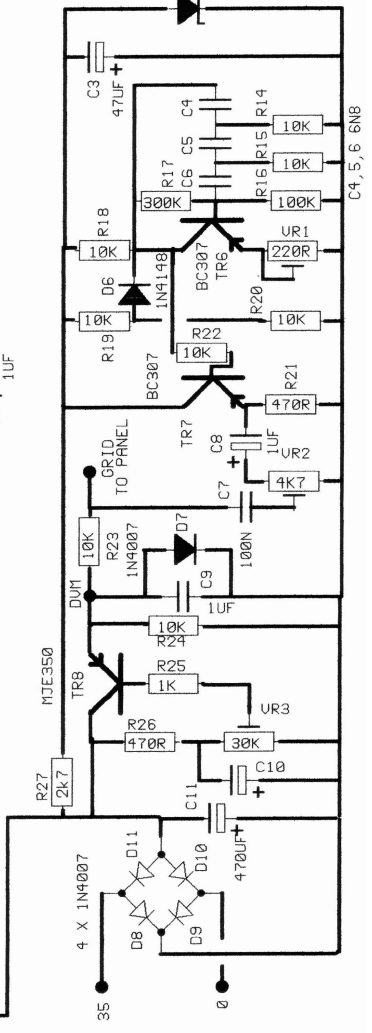 C3
47UF
+
C4
C5
C6
R14
10K
R15
10K
R16
100K
C4,5,6 6N8
R17
300K
R18
10K
D6
1N4148
BC307
TR6
VR1
220R
R19
10K
R20
10K
1UF
R22
10K
BC307
TR7
R21
470R
C8
1UF
+
VR2
4K7
GRID
TO PANEL
C7
100N
R23
10K
DVM
1N4007
D7
C9
1UF
10K
R24
MJE350
TR8
R25
1K
VR3
30K
R26
470R
C10
+
R27
2k7
C11
470UF
+
4 X 1N4007
D11
D10
D8
D9
35
0